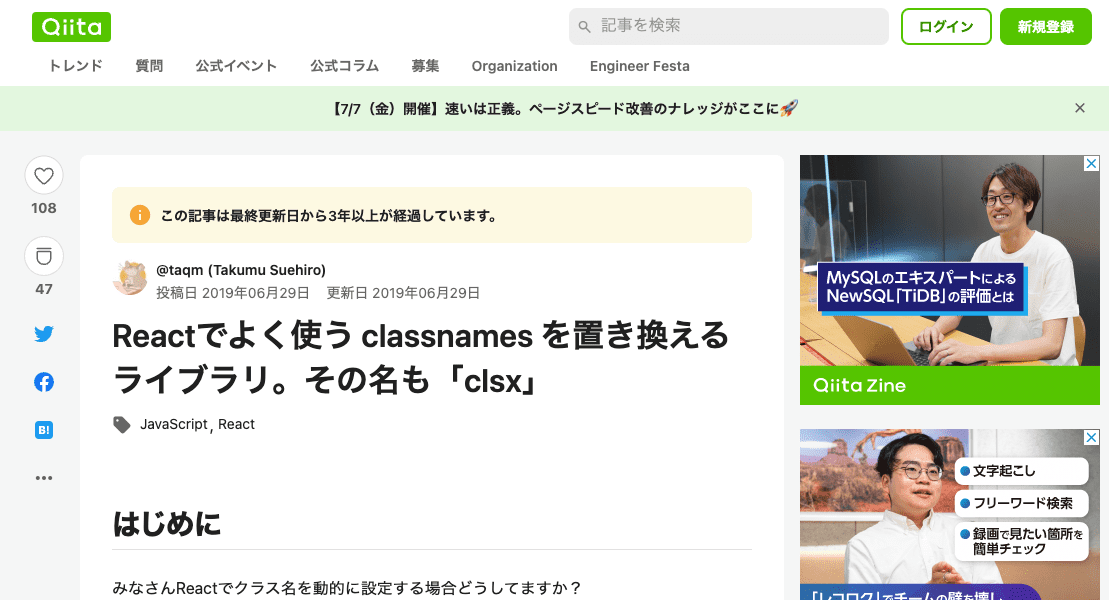 Qiita
記事を検索
ログイン
新規登録
トレンド 質問 公式イベント 公式コラム 募集 Organization Engineer Festa
【7/7（金）開催】速いは正義。ページスピード改善のナレッジがここに🚀
108
47
B!
この記事は最終更新日から3年以上が経過しています。
@taqm (Takumu Suehiro)
投稿日 2019年06月29日 更新日 2019年06月29日
Reactでよく使う classnames を置き換える
ライブラリ。その名も「clsx」
JavaScript, React
はじめに
みなさんReactでクラス名を動的に設定する場合どうしてますか？
MySQLのエキスパートによる
NewSQL「TiDB」の評価とは
Qiita Zine
文字起こし
フリーワード検索
録画で見たい箇所を
簡単チェック
「レコログ」でチームの壁を壊し